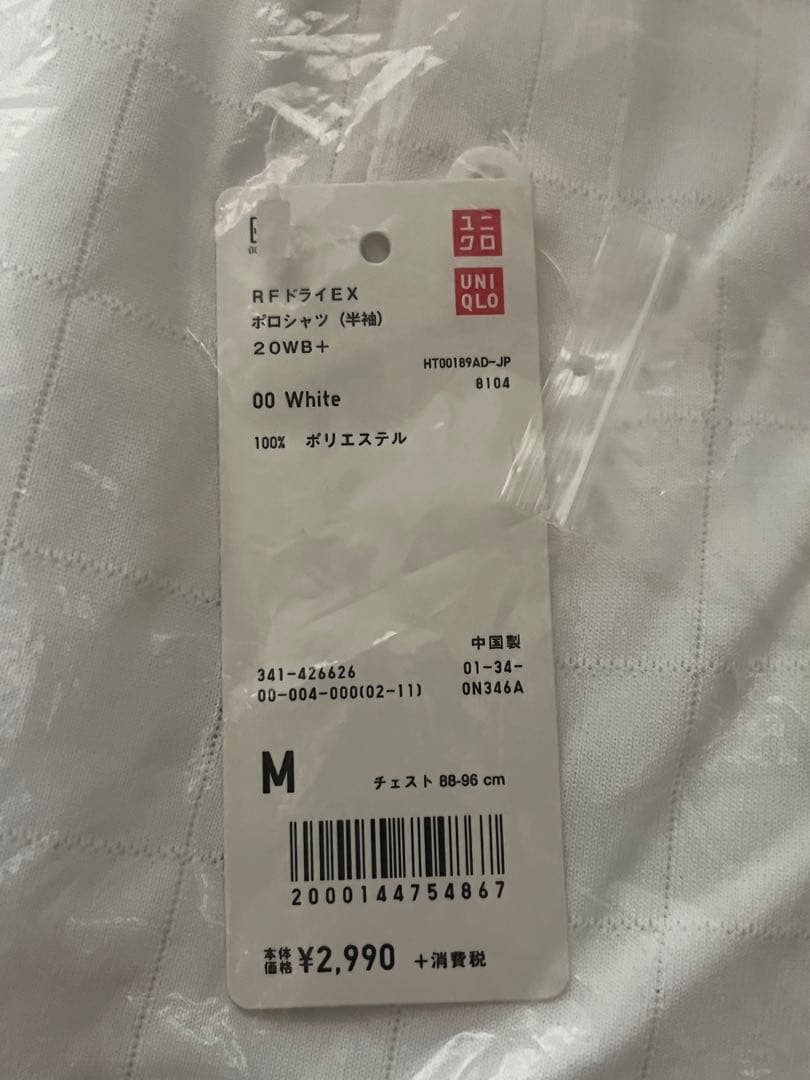 ユニ
クロ
UNI
QLO
RFドライEX
ポロシャツ (半袖)
20WB+
HT00189AD-JP
8104
00 White
100% ポリエステル
中国製
341-426626
01-34-
00-004-000(02-11)
0N346A
M
チェスト 88-96 cm
2000144754867
本体
価格 ¥2,990 +消費税